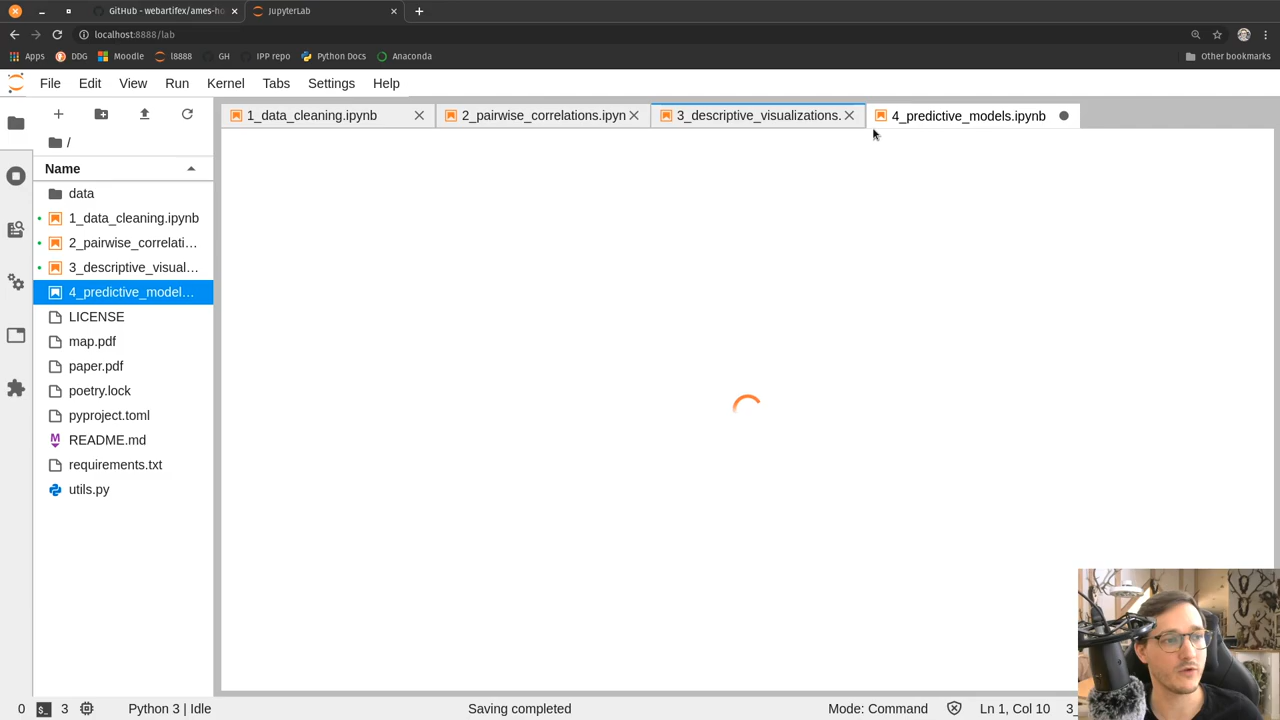 GitHub - webartifex/ames-ho
JupyterLab
localhost:8888/lab
Apps
DDG
Moodle
l8888
GH
IPP repo
Python Docs
Anaconda
Other bookmarks
File
Edit
View
Run
Kernel
Tabs
Settings
Help
1_data_cleaning.ipynb
2_pairwise_correlations.ipyn
3_descriptive_visualizations.
4_predictive_models.ipynb
/
Name
data
1_data_cleaning.ipynb
2_pairwise_correlati…
3_descriptive_visual…
4_predictive_model…
LICENSE
map.pdf
paper.pdf
poetry.lock
pyproject.toml
README.md
requirements.txt
utils.py
0
3
Python 3 | Idle
Saving completed
Mode: Command
Ln 1, Col 10
3_